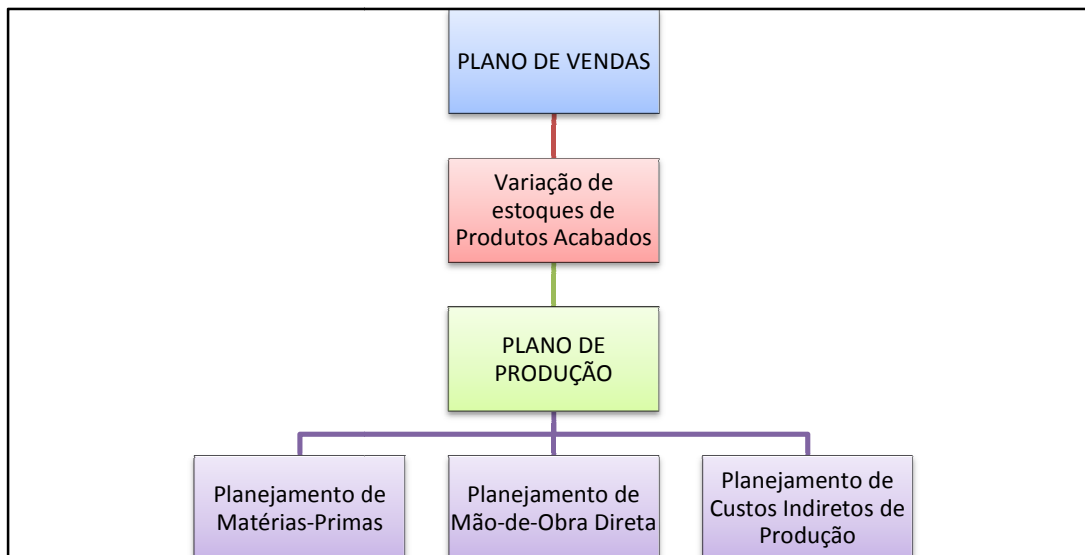 PLANO DE VENDAS
Variação de
estoques de
Produtos Acabados
PLANO DE
PRODUÇÃO
Planejamento de
Matérias-Primas
Planejamento de
Mão-de-Obra Direta
Planejamento de
Custos Indiretos de
Produção